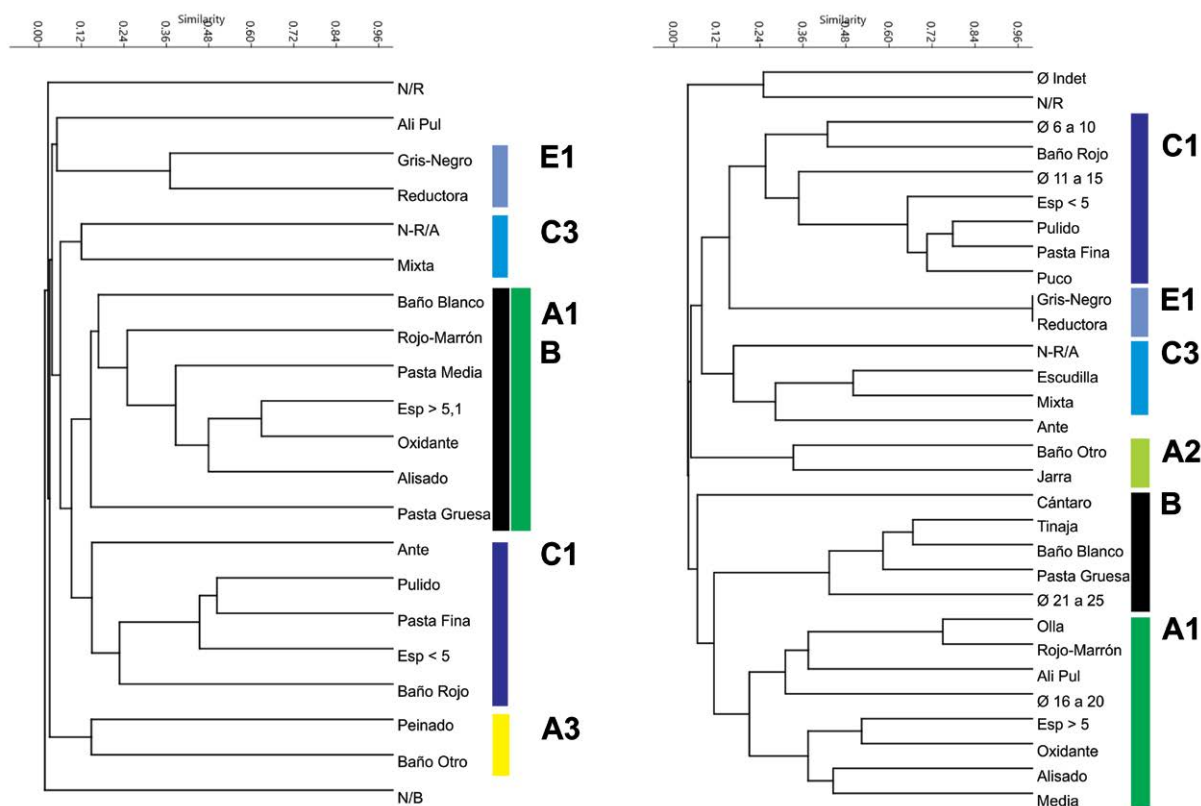 Similarity
0.00 0.12 0.24 0.36 0.48 0.60 0.72 0.84 0.96
N/R
Ali Pul
Gris-Negro
Reductora
E1
N-R/A
Mixta
C3
Baño Blanco
Rojo-Marrón
Pasta Media
Esp > 5,1
Oxidante
Alisado
Pasta Gruesa
A1
B
Ante
Pulido
Pasta Fina
Esp < 5
Baño Rojo
C1
Peinado
Baño Otro
A3
N/B
Similarity
0.00 0.12 0.24 0.36 0.48 0.60 0.72 0.84 0.96
Ø Indet
N/R
Ø 6 a 10
Baño Rojo
Ø 11 a 15
Esp < 5
Pulido
Pasta Fina
Puco
C1
Gris-Negro
Reductora
E1
N-R/A
Escudilla
Mixta
Ante
C3
Baño Otro
Jarra
A2
Cántaro
Tinaja
Baño Blanco
Pasta Gruesa
Ø 21 a 25
B
Olla
Rojo-Marrón
Ali Pul
Ø 16 a 20
Esp > 5
Oxidante
Alisado
Media
A1